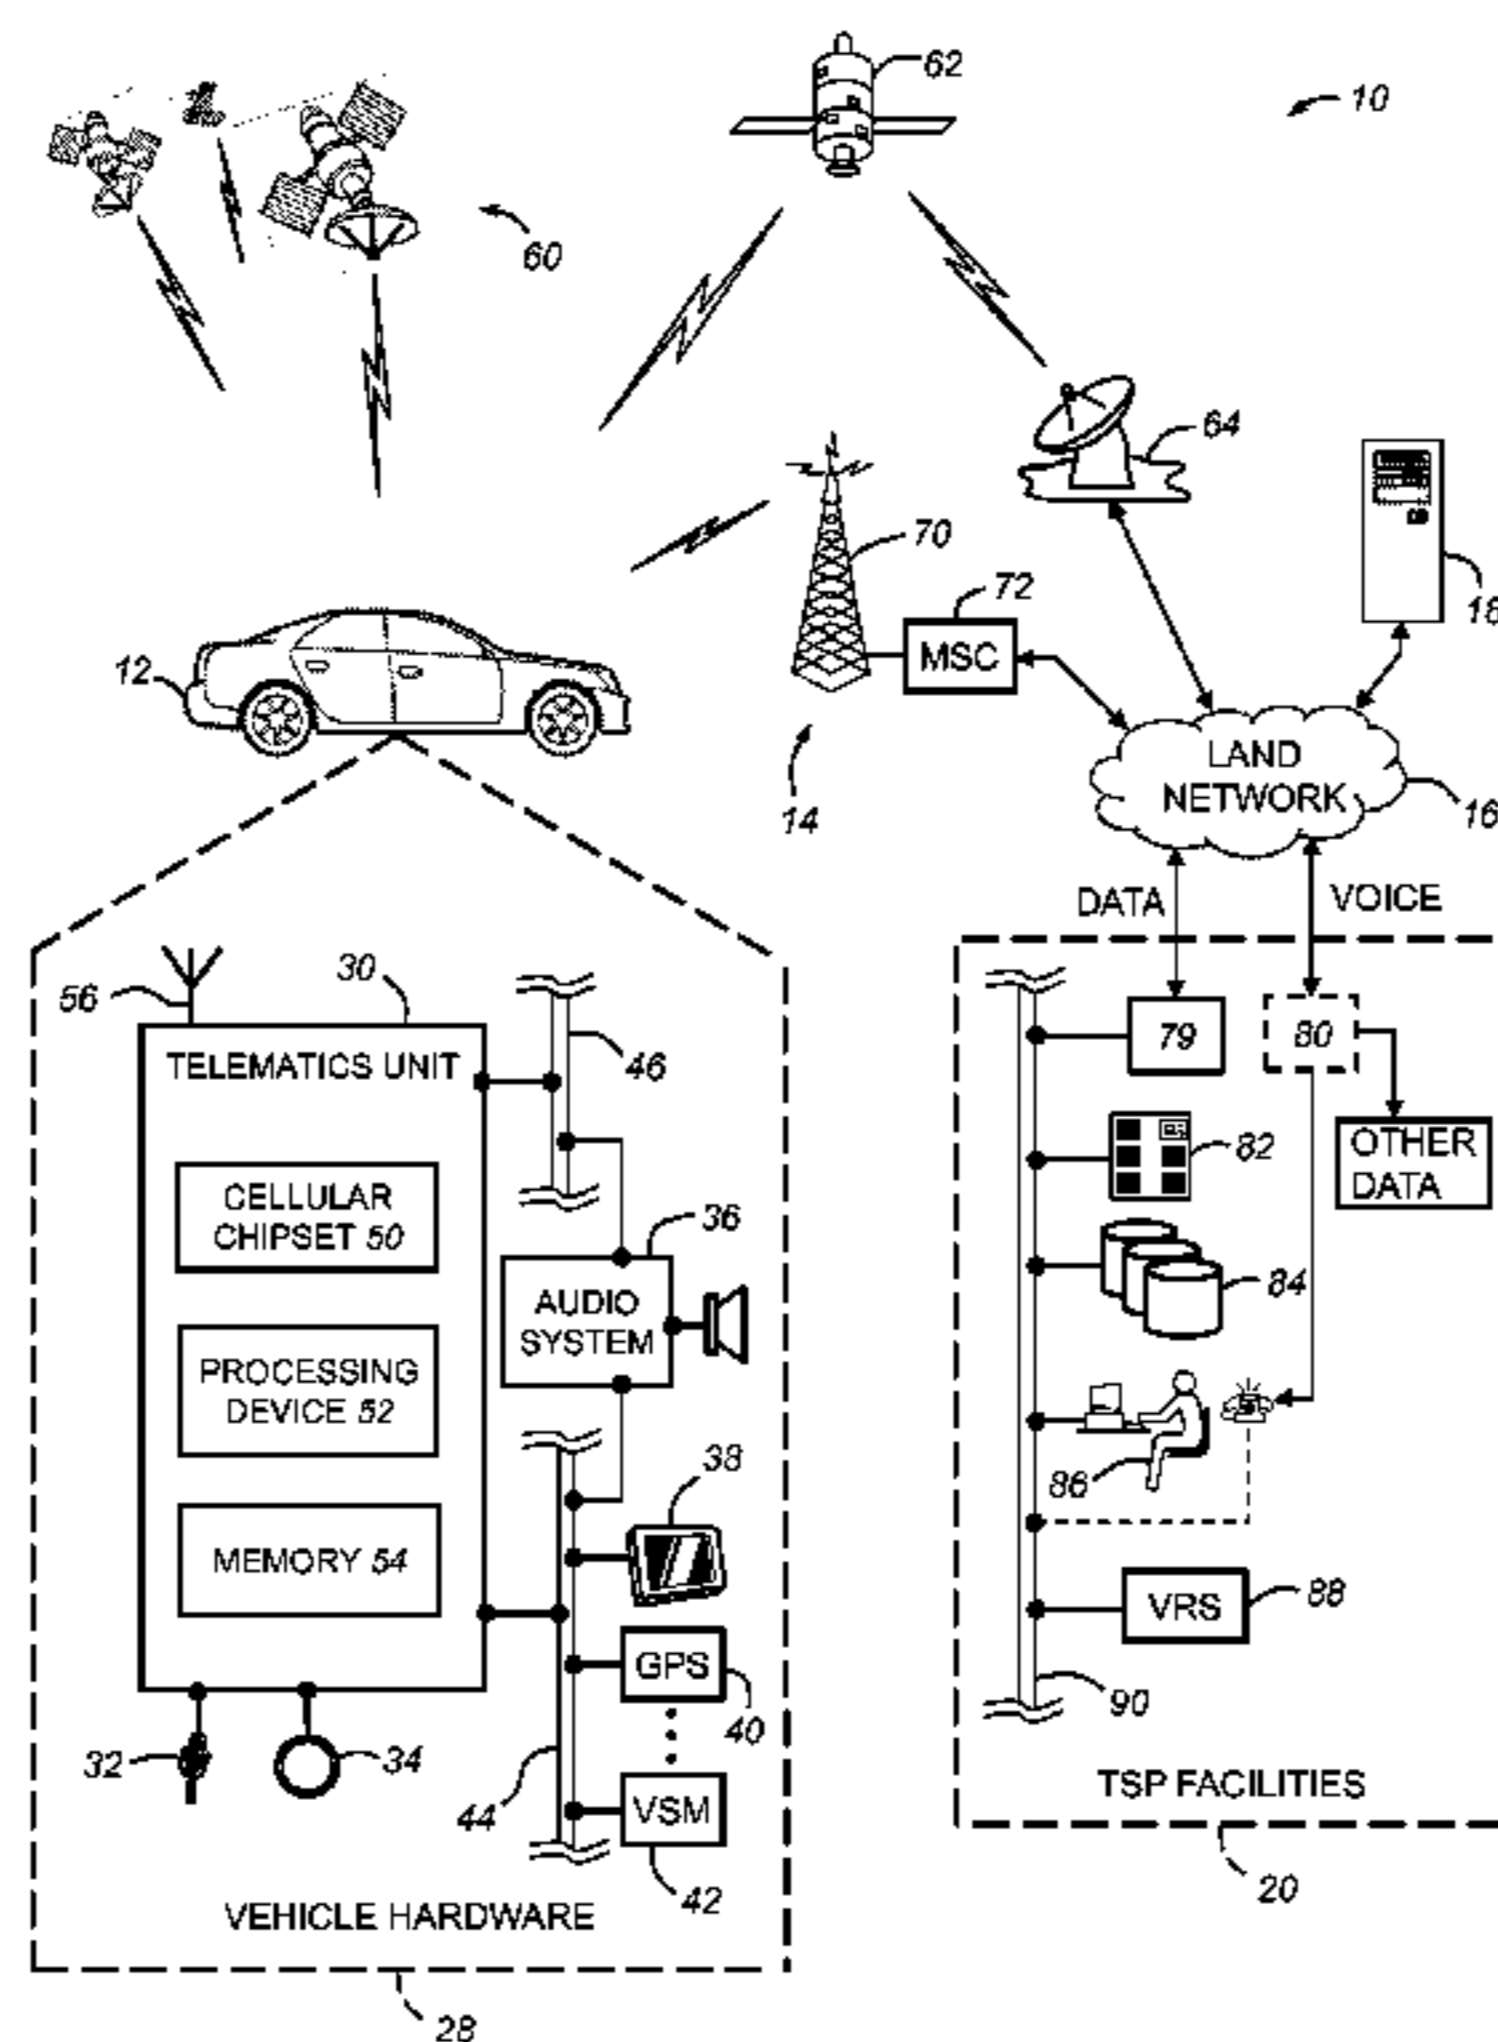 62
10
60
64
70
18
72
MSC
12
LAND
NETWORK
16
14
DATA
VOICE
56
30
46
TELEMATICS UNIT
79
80
CELLULAR
CHIPSET 50
82
OTHER
DATA
36
AUDIO
SYSTEM
84
PROCESSING
DEVICE 52
38
86
MEMORY 54
VRS
88
GPS
40
90
32
34
44
VSM
42
TSP FACILITIES
20
VEHICLE HARDWARE
28